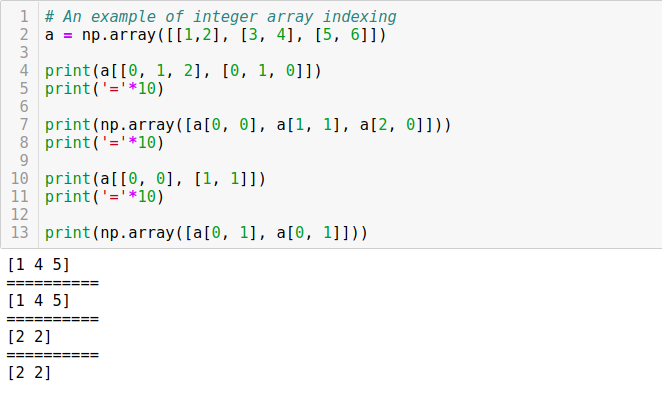 1 # An example of integer array indexing
2 a = np.array([[1,2], [3, 4], [5, 6]])
3
4 print(a[[0, 1, 2], [0, 1, 0]])
5 print('='*10)
6
7 print(np.array([a[0, 0], a[1, 1], a[2, 0]]))
8 print('='*10)
9
10 print(a[[0, 0], [1, 1]])
11 print('='*10)
12
13 print(np.array([a[0, 1], a[0, 1]]))
[1 4 5]
==========
[1 4 5]
==========
[2 2]
==========
[2 2]